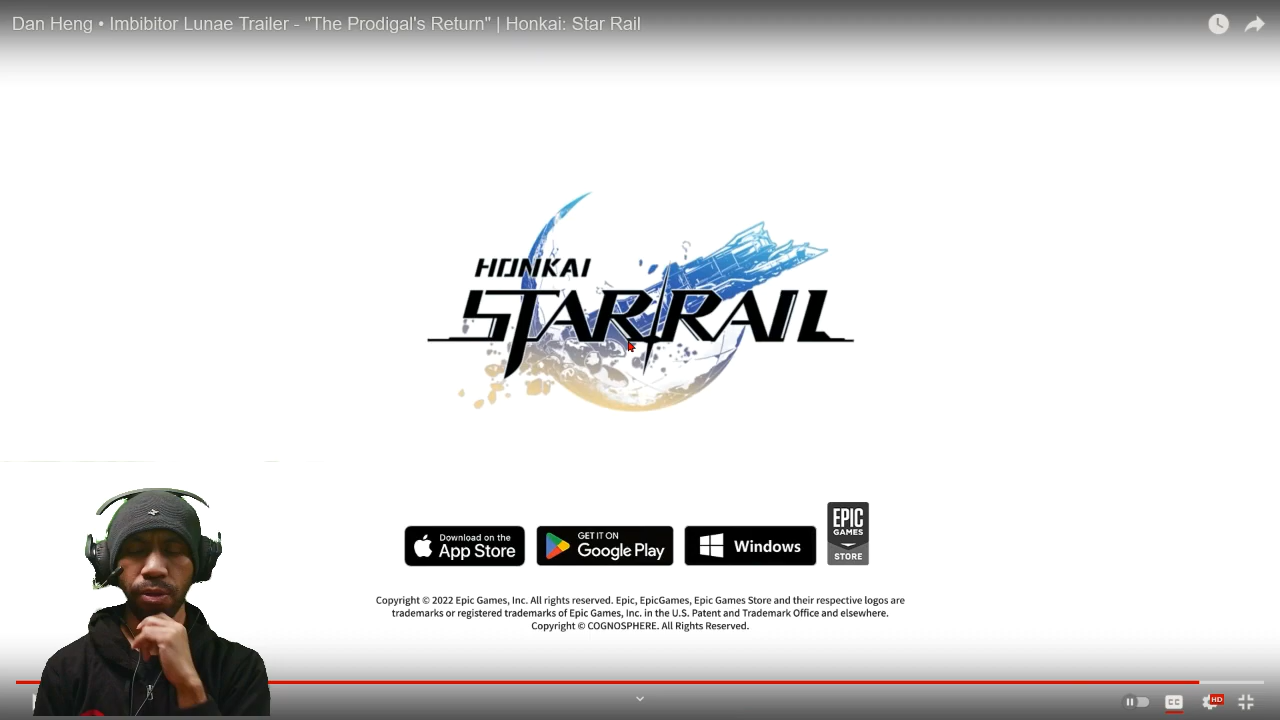 Dan Heng • Imbibitor Lunae Trailer - "The Prodigal's Return" | Honkai: Star Rail
HONKAI
STAR RAIL
Download on the
App Store
GET IT ON
Google Play
Windows
EPIC
GAMES
STORE
Copyright © 2022 Epic Games, Inc. All rights reserved. Epic, EpicGames, Epic Games Store and their respective logos are
trademarks or registered trademarks of Epic Games, Inc. in the U.S. Patent and Trademark Office and elsewhere.
Copyright © COGNOSPHERE. All Rights Reserved.
CC
HD